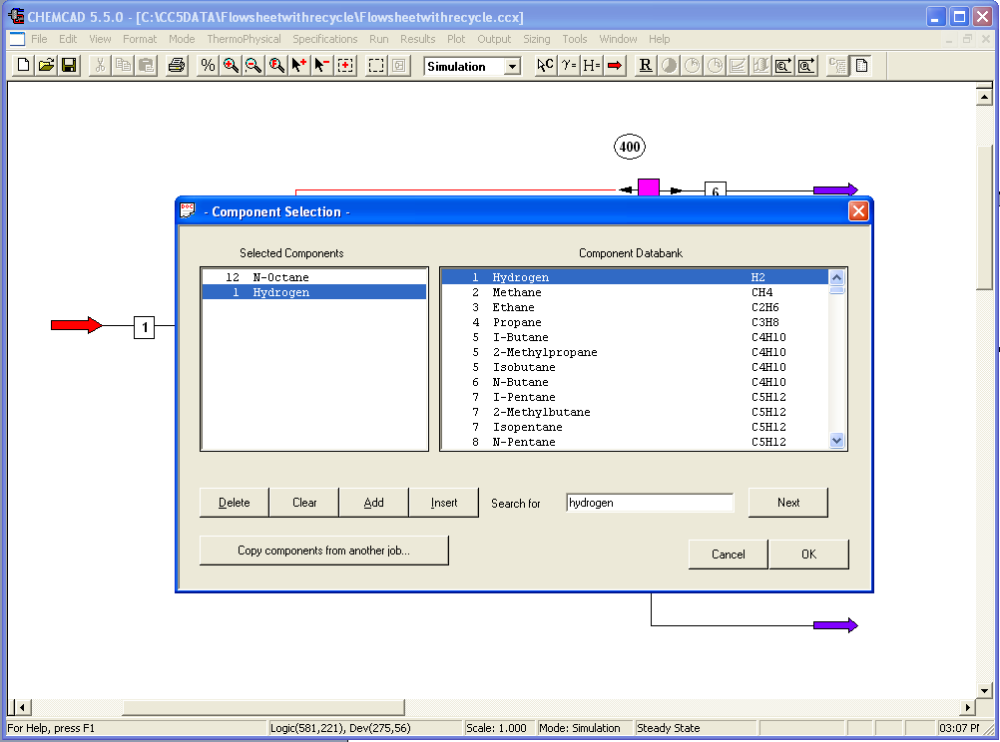 CHEMCAD 5.5.0 - [C:\CC5DATA\Flowsheetwithrecycle\Flowsheetwithrecycle.ccx]
File Edit View Format Mode ThermoPhysical Specifications Run Results Plot Output Sizing Tools Window Help
% Simulation C γ= H= R
400
6
- Component Selection -
Selected Components Component Databank
12 N-Octane
1 Hydrogen
1 Hydrogen H2
2 Methane CH4
3 Ethane C2H6
4 Propane C3H8
5 I-Butane C4H10
5 2-Methylpropane C4H10
5 Isobutane C4H10
6 N-Butane C4H10
7 I-Pentane C5H12
7 2-Methylbutane C5H12
7 Isopentane C5H12
8 N-Pentane C5H12
1
Delete Clear Add Insert Search for hydrogen Next
Copy components from another job... Cancel OK
For Help, press F1 Logic(581,221), Dev(275,56) Scale: 1.000 Mode: Simulation Steady State 03:07 PM